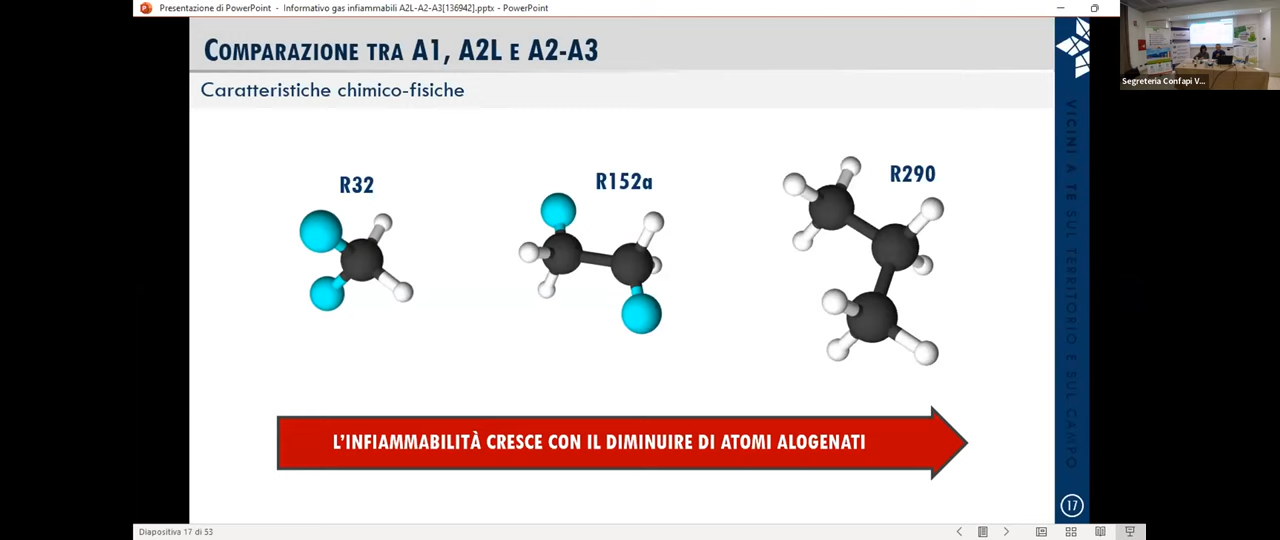 Presentazione di PowerPoint - Informativo gas infiammabili A2L-A2-A3[136942].pptx - PowerPoint
COMPARAZIONE TRA A1, A2L E A2-A3
Caratteristiche chimico-fisiche
R32
R152a
R290
L'INFIAMMABILITÀ CRESCE CON IL DIMINUIRE DI ATOMI ALOGENATI
VICINI A TE SUL TERRITORIO E SUL CAMPO
17
Diapositiva 17 di 53
Segreteria Confapi V...